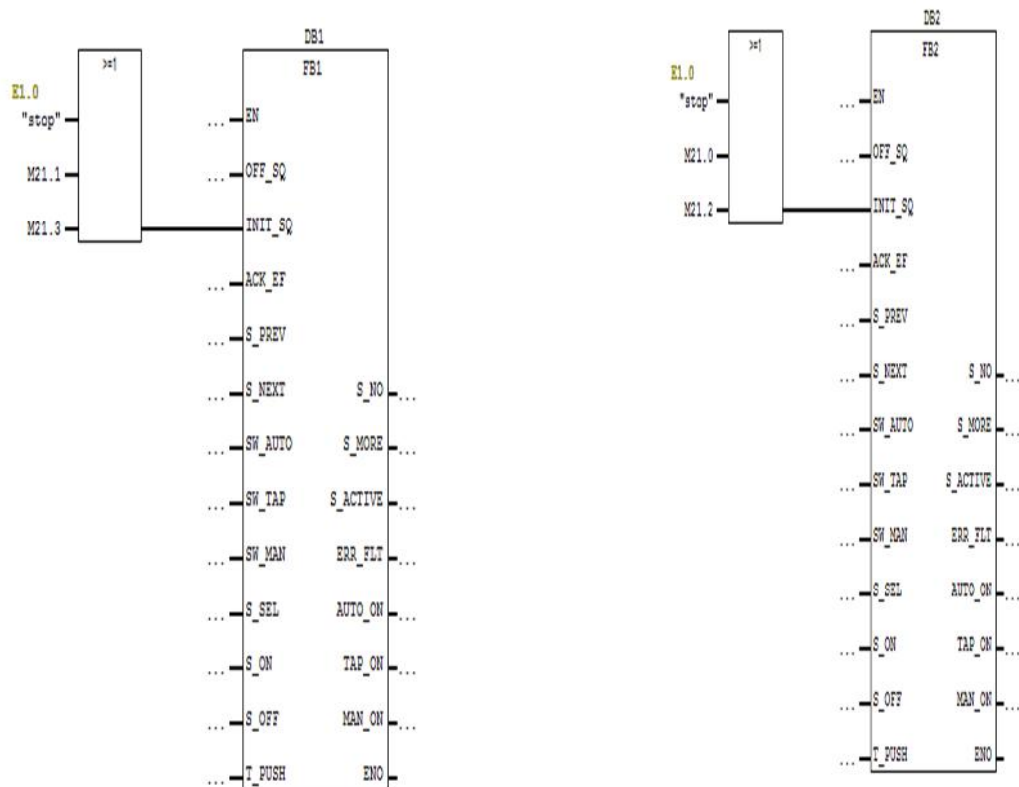 DB1
>=1
FB1
E1.0
"stop"
... EN
M21.1
... OFF_SQ
M21.3
INIT_SQ
... ACK_EF
... S_PREV
... S_NEXT S_NO ...
... SW_AUTO S_MORE ...
... SW_TAP S_ACTIVE ...
... SW_MAN ERR_FLT ...
... S_SEL AUTO_ON ...
... S_ON TAP_ON ...
... S_OFF MAN_ON ...
... T_PUSH ENO
DB2
>=1
FB2
E1.0
"stop"
... EN
M21.0
... OFF_SQ
M21.2
INIT_SQ
... ACK_EF
... S_PREV
... S_NEXT S_NO ...
... SW_AUTO S_MORE ...
... SW_TAP S_ACTIVE ...
... SW_MAN ERR_FLT ...
... S_SEL AUTO_ON ...
... S_ON TAP_ON ...
... S_OFF MAN_ON ...
... T_PUSH ENO